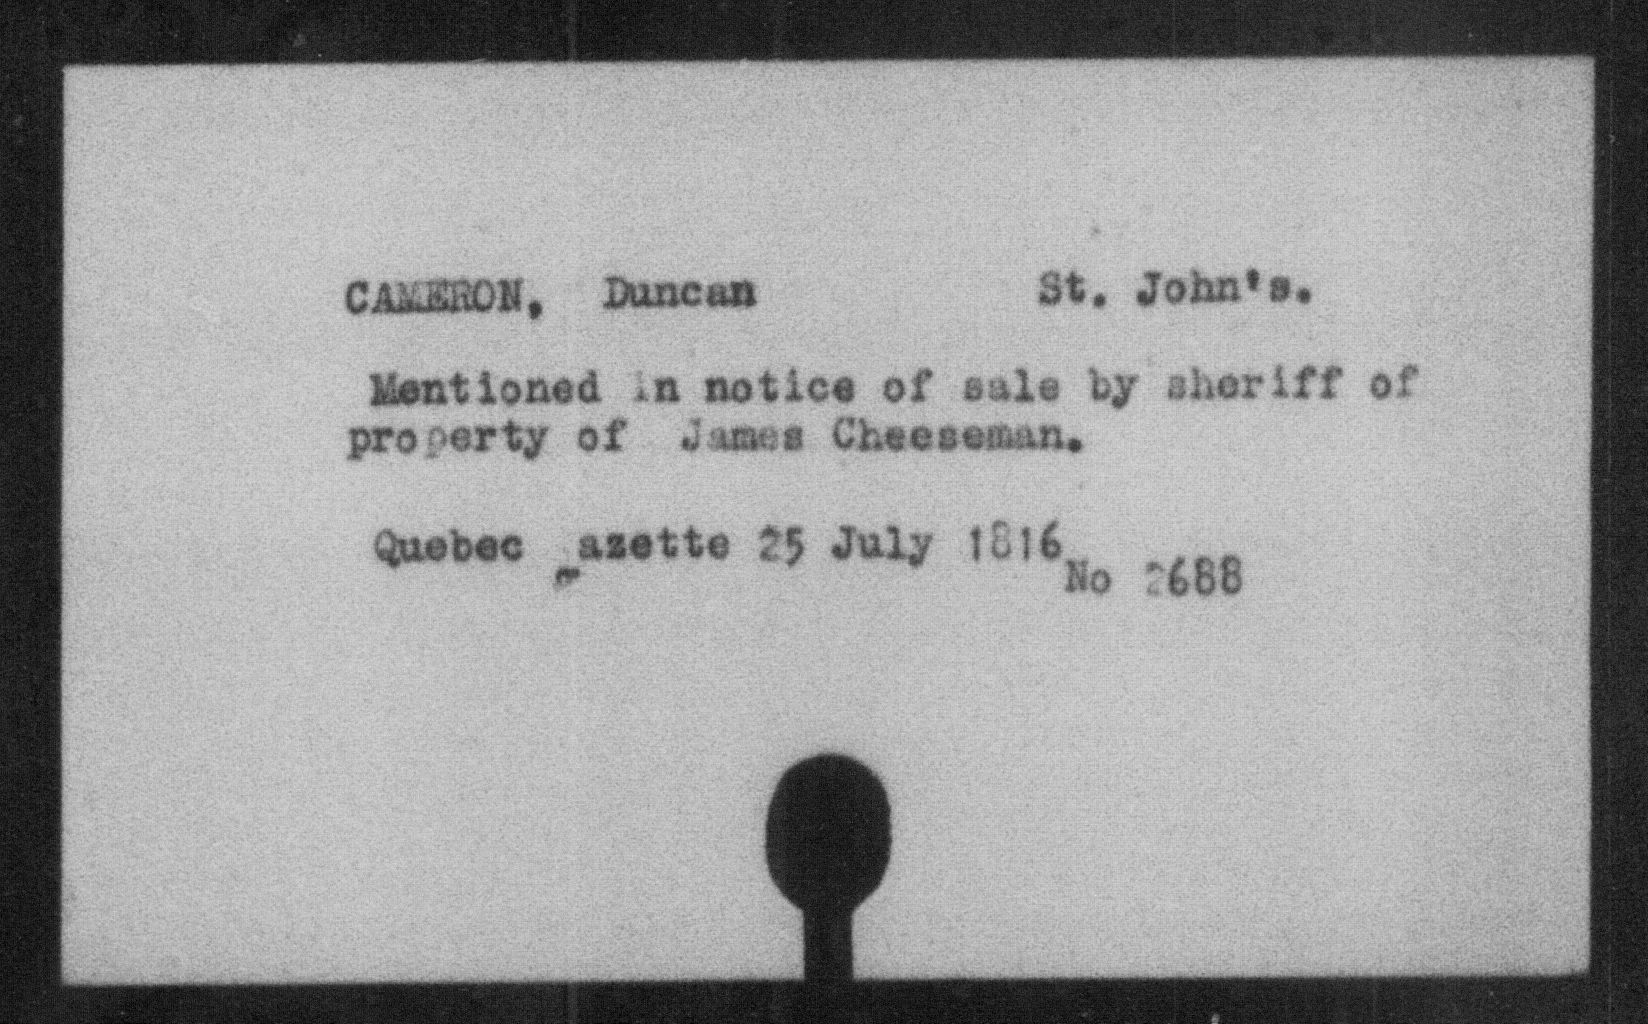 CAMERON, Duncan St. John's.
Mentioned in notice of sale by sheriff of
property of James Cheeseman.
Quebec Gazette 25 July 1816
No 2688